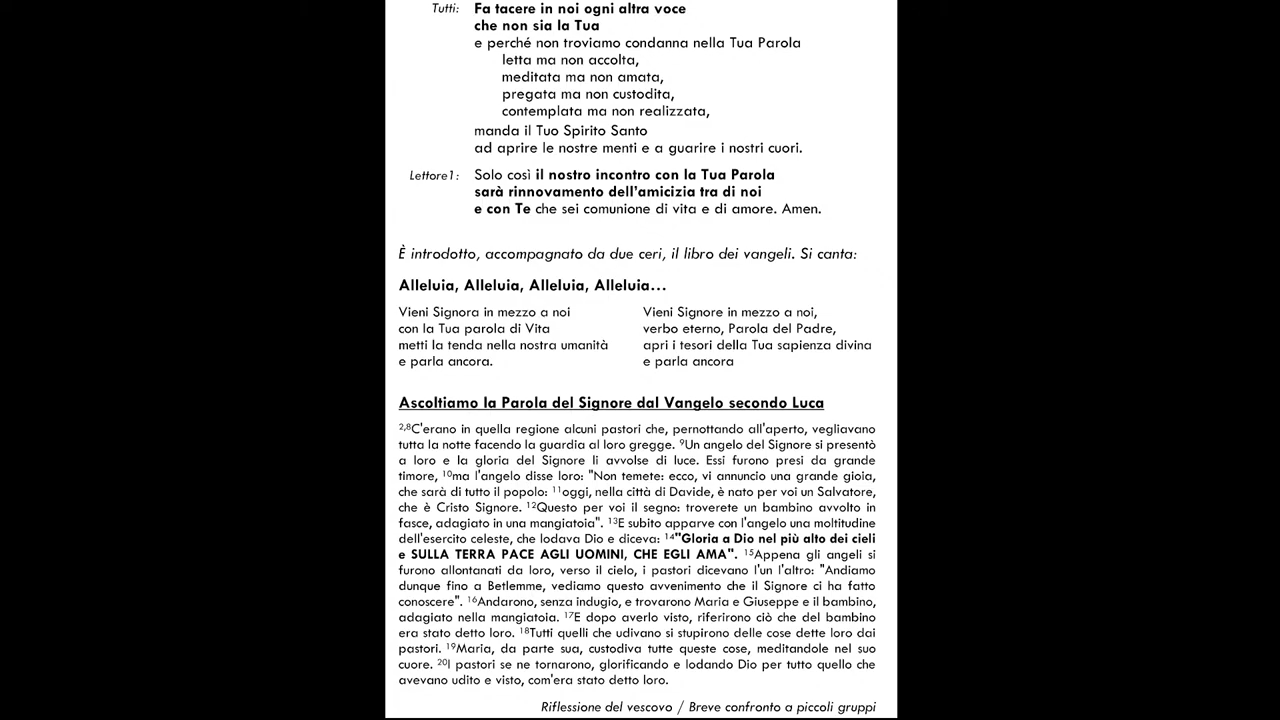 Tutti: Fa tacere in noi ogni altra voce
che non sia la Tua
e perché non troviamo condanna nella Tua Parola
letta ma non accolta,
meditata ma non amata,
pregata ma non custodita,
contemplata ma non realizzata,
manda il Tuo Spirito Santo
ad aprire le nostre menti e a guarire i nostri cuori.
Lettore1: Solo così il nostro incontro con la Tua Parola
sarà rinnovamento dell'amicizia tra di noi
e con Te che sei comunione di vita e di amore. Amen.
È introdotto, accompagnato da due ceri, il libro dei vangeli. Si canta:
Alleluia, Alleluia, Alleluia, Alleluia…
Vieni Signora in mezzo a noi
con la Tua parola di Vita
metti la tenda nella nostra umanità
e parla ancora.
Vieni Signore in mezzo a noi,
verbo eterno, Parola del Padre,
apri i tesori della Tua sapienza divina
e parla ancora
Ascoltiamo la Parola del Signore dal Vangelo secondo Luca
2,8C'erano in quella regione alcuni pastori che, pernottando all'aperto, vegliavano
tutta la notte facendo la guardia al loro gregge. 9Un angelo del Signore si presentò
a loro e la gloria del Signore li avvolse di luce. Essi furono presi da grande
timore, 10ma l'angelo disse loro: "Non temete: ecco, vi annuncio una grande gioia,
che sarà di tutto il popolo: 11oggi, nella città di Davide, è nato per voi un Salvatore,
che è Cristo Signore. 12Questo per voi il segno: troverete un bambino avvolto in
fasce, adagiato in una mangiatoia". 13E subito apparve con l'angelo una moltitudine
dell'esercito celeste, che lodava Dio e diceva: 14"Gloria a Dio nel più alto dei cieli
e SULLA TERRA PACE AGLI UOMINI, CHE EGLI AMA". 15Appena gli angeli si
furono allontanati da loro, verso il cielo, i pastori dicevano l'un l'altro: "Andiamo
dunque fino a Betlemme, vediamo questo avvenimento che il Signore ci ha fatto
conoscere". 16Andarono, senza indugio, e trovarono Maria e Giuseppe e il bambino,
adagiato nella mangiatoia. 17E dopo averlo visto, riferirono ciò che del bambino
era stato detto loro. 18Tutti quelli che udivano si stupirono delle cose dette loro dai
pastori. 19Maria, da parte sua, custodiva tutte queste cose, meditandole nel suo
cuore. 20I pastori se ne tornarono, glorificando e lodando Dio per tutto quello che
avevano udito e visto, com'era stato detto loro.
Riflessione del vescovo / Breve confronto a piccoli gruppi